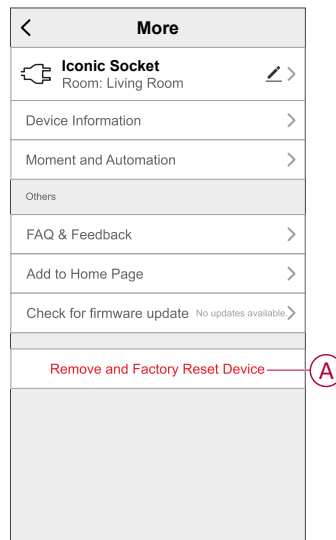 More
Iconic Socket
Room: Living Room
Device Information
Moment and Automation
Others
FAQ & Feedback
Add to Home Page
Check for firmware update No updates available.
Remove and Factory Reset Device A